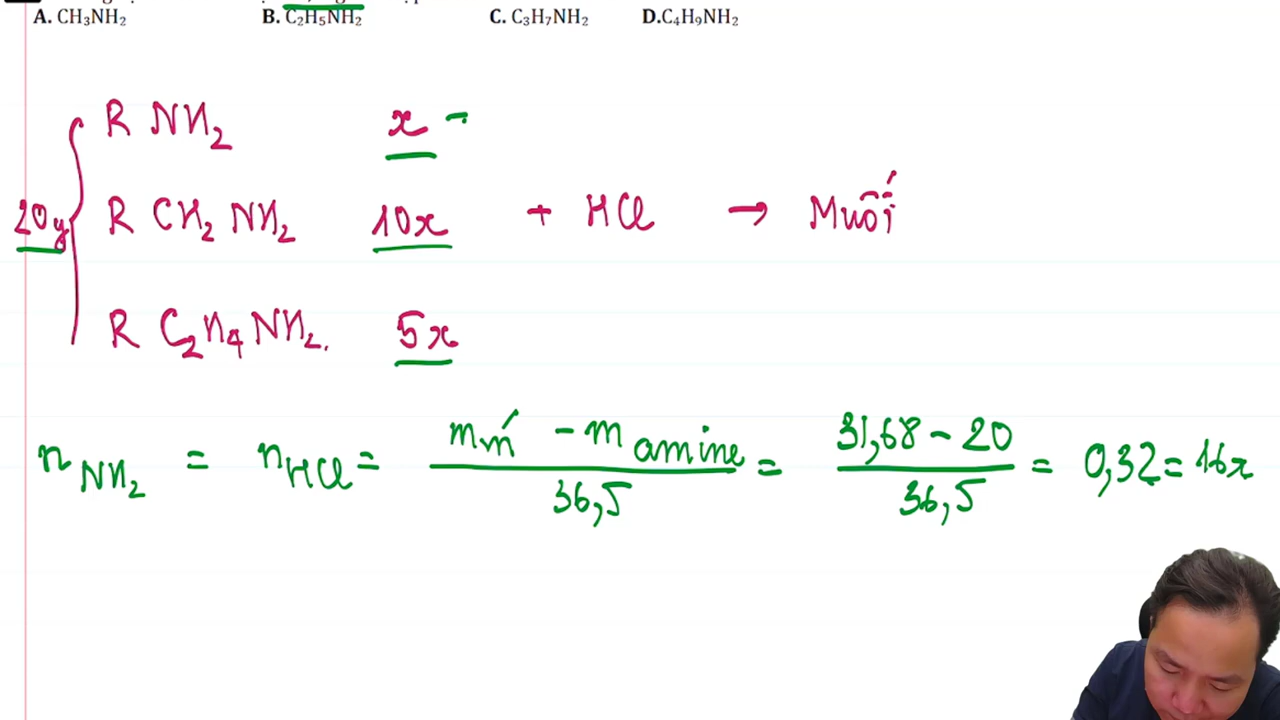 A. CH₃NH₂ B. C₂H₅NH₂ C. C₃H₇NH₂ D.C₄H₉NH₂
R NH₂ x =
20g R CH₂ NH₂ 10x + HCl → Muối
R C₂H₄ NH₂. 5x
n NH₂ = n HCl = (m m' - m amine)/36,5 = (31,68 - 20)/36,5 = 0,32 = 16x